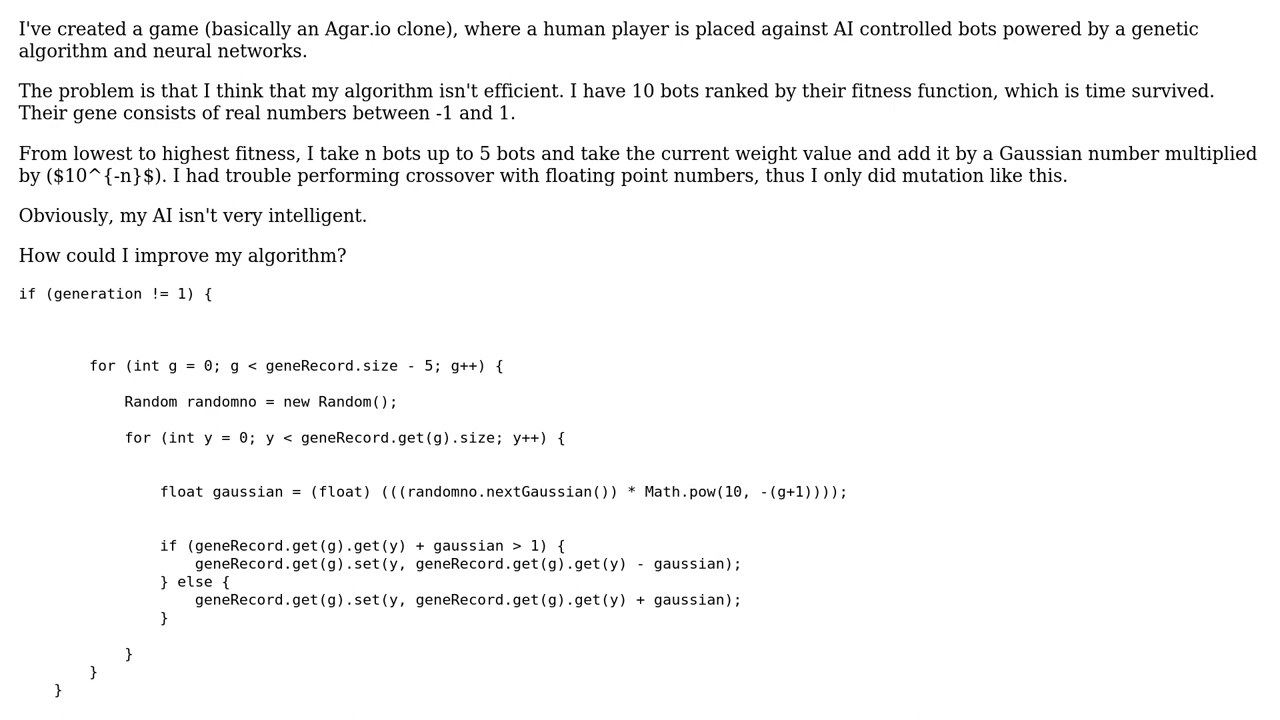 I've created a game (basically an Agar.io clone), where a human player is placed against AI controlled bots powered by a genetic
algorithm and neural networks.
The problem is that I think that my algorithm isn't efficient. I have 10 bots ranked by their fitness function, which is time survived.
Their gene consists of real numbers between -1 and 1.
From lowest to highest fitness, I take n bots up to 5 bots and take the current weight value and add it by a Gaussian number multiplied
by ($10^{-n}$). I had trouble performing crossover with floating point numbers, thus I only did mutation like this.
Obviously, my AI isn't very intelligent.
How could I improve my algorithm?
if (generation != 1) {
for (int g = 0; g < geneRecord.size - 5; g++) {
Random randomno = new Random();
for (int y = 0; y < geneRecord.get(g).size; y++) {
float gaussian = (float) (((randomno.nextGaussian()) * Math.pow(10, -(g+1))));
if (geneRecord.get(g).get(y) + gaussian > 1) {
geneRecord.get(g).set(y, geneRecord.get(g).get(y) - gaussian);
} else {
geneRecord.get(g).set(y, geneRecord.get(g).get(y) + gaussian);
}
}
}
}